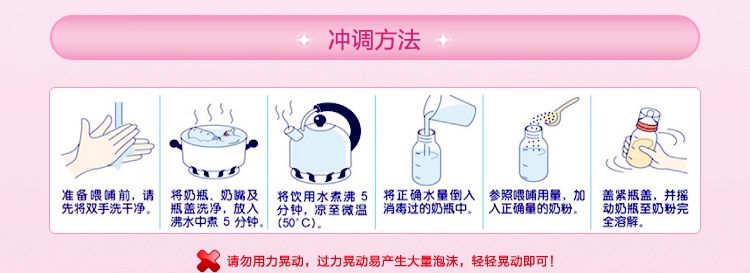 冲调方法
准备喂哺前，请
先将双手洗干净。
将奶瓶、奶嘴及
瓶盖洗净，放入
沸水中煮 5 分钟。
将饮用水煮沸 5
分钟，凉至微温
(50°C)。
将正确水量倒入
消毒过的奶瓶中。
参照喂哺用量，加
入正确量的奶粉。
盖紧瓶盖，并摇
动奶瓶至奶粉完
全溶解。
请勿用力晃动，过力晃动易产生大量泡沫，轻轻晃动即可！